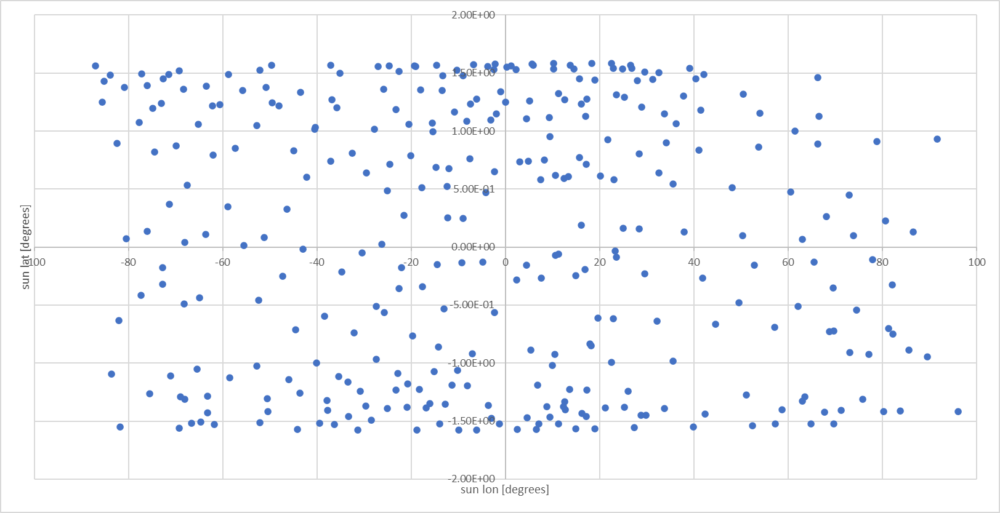 2.00E+00
1.50E+00
1.00E+00
5.00E-01
0.00E+00
-100 -80 -60 -40 -20 0 20 40 60 80 100
-5.00E-01
-1.00E+00
-1.50E+00
-2.00E+00
sun lat [degrees]
sun lon [degrees]